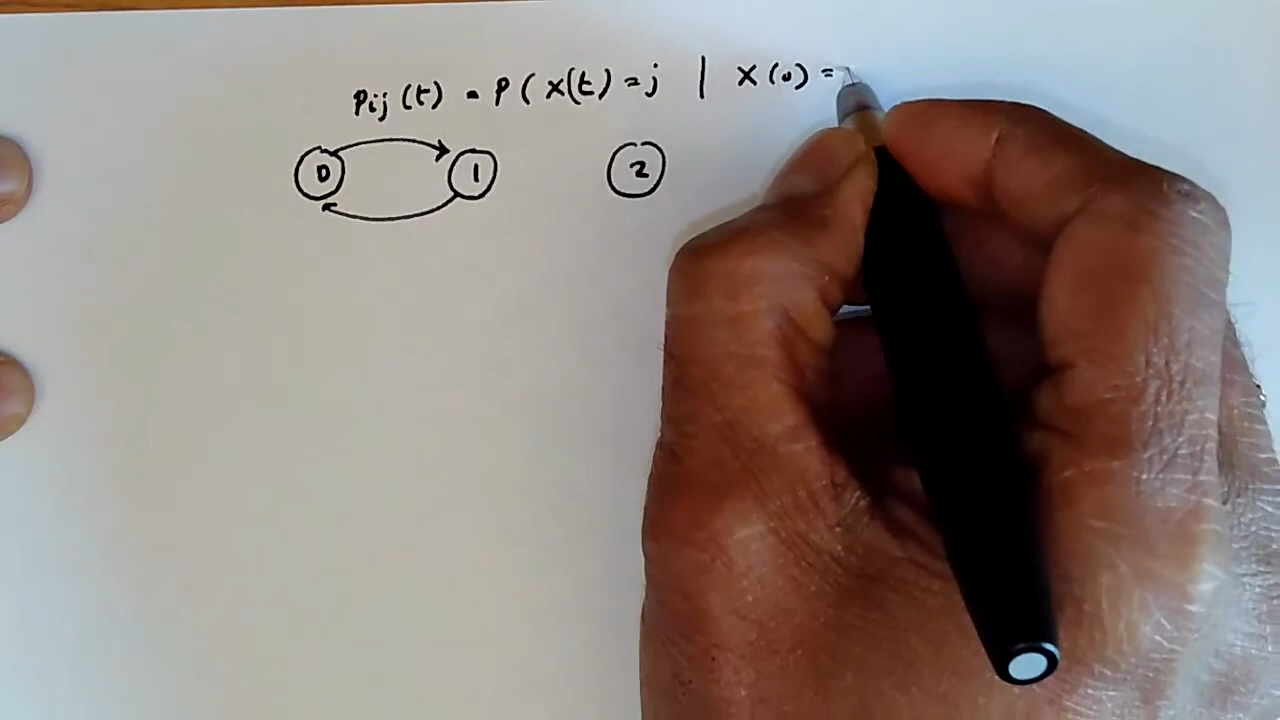 Pij(t) = P( X(t) = j | X(0) =
0 1 2